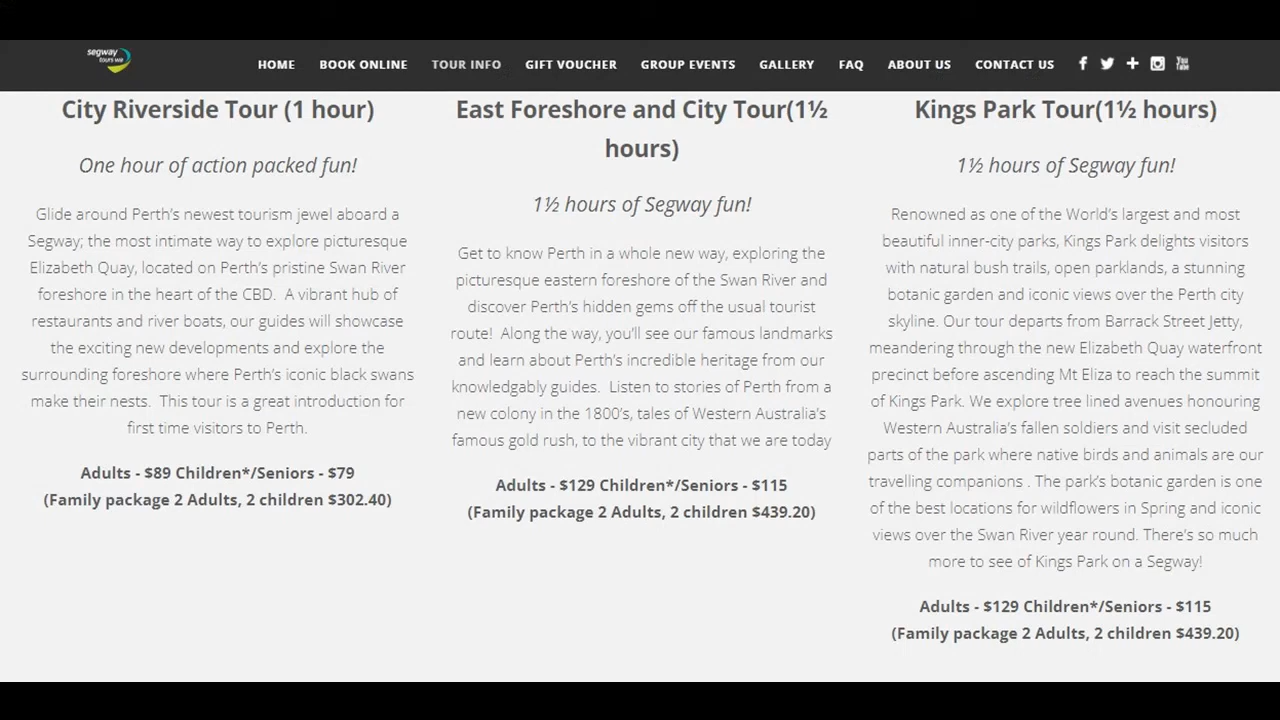 segway
tours wa
HOME BOOK ONLINE TOUR INFO GIFT VOUCHER GROUP EVENTS GALLERY FAQ ABOUT US CONTACT US
You
Tube
City Riverside Tour (1 hour)
One hour of action packed fun!
Glide around Perth's newest tourism jewel aboard a
Segway; the most intimate way to explore picturesque
Elizabeth Quay, located on Perth's pristine Swan River
foreshore in the heart of the CBD. A vibrant hub of
restaurants and river boats, our guides will showcase
the exciting new developments and explore the
surrounding foreshore where Perth's iconic black swans
make their nests. This tour is a great introduction for
first time visitors to Perth.
Adults - $89 Children*/Seniors - $79
(Family package 2 Adults, 2 children $302.40)
East Foreshore and City Tour(1½
hours)
1½ hours of Segway fun!
Get to know Perth in a whole new way, exploring the
picturesque eastern foreshore of the Swan River and
discover Perth's hidden gems off the usual tourist
route! Along the way, you'll see our famous landmarks
and learn about Perth's incredible heritage from our
knowledgably guides. Listen to stories of Perth from a
new colony in the 1800's, tales of Western Australia's
famous gold rush, to the vibrant city that we are today
Adults - $129 Children*/Seniors - $115
(Family package 2 Adults, 2 children $439.20)
Kings Park Tour(1½ hours)
1½ hours of Segway fun!
Renowned as one of the World's largest and most
beautiful inner-city parks, Kings Park delights visitors
with natural bush trails, open parklands, a stunning
botanic garden and iconic views over the Perth city
skyline. Our tour departs from Barrack Street Jetty,
meandering through the new Elizabeth Quay waterfront
precinct before ascending Mt Eliza to reach the summit
of Kings Park. We explore tree lined avenues honouring
Western Australia's fallen soldiers and visit secluded
parts of the park where native birds and animals are our
travelling companions . The park's botanic garden is one
of the best locations for wildflowers in Spring and iconic
views over the Swan River year round. There's so much
more to see of Kings Park on a Segway!
Adults - $129 Children*/Seniors - $115
(Family package 2 Adults, 2 children $439.20)